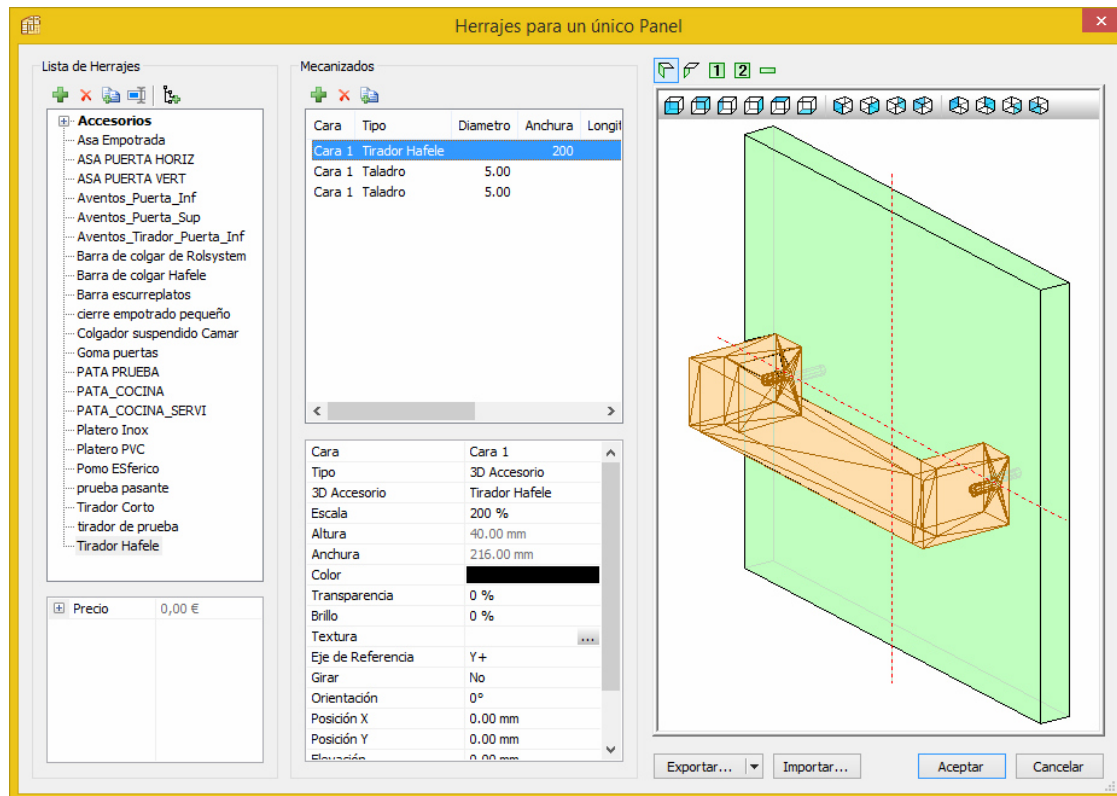 Herrajes para un único Panel
Lista de Herrajes
Accesorios
Asa Empotrada
ASA PUERTA HORIZ
ASA PUERTA VERT
Aventos_Puerta_Inf
Aventos_Puerta_Sup
Aventos_Tirador_Puerta_Inf
Barra de colgar de Rolsystem
Barra de colgar Hafele
Barra escurreplatos
cierre empotrado pequeño
Colgador suspendido Camar
Goma puertas
PATA PRUEBA
PATA_COCINA
PATA_COCINA_SERVI
Platero Inox
Platero PVC
Pomo ESferico
prueba pasante
Tirador Corto
tirador de prueba
Tirador Hafele
Precio 0,00 €
Mecanizados
Cara Tipo Diametro Anchura Longit
Cara 1 Tirador Hafele 200
Cara 1 Taladro 5.00
Cara 1 Taladro 5.00
Cara Cara 1
Tipo 3D Accesorio
3D Accesorio Tirador Hafele
Escala 200 %
Altura 40.00 mm
Anchura 216.00 mm
Color
Transparencia 0 %
Brillo 0 %
Textura ...
Eje de Referencia Y+
Girar No
Orientación 0°
Posición X 0.00 mm
Posición Y 0.00 mm
Elevación 0.00 mm
1 2
Exportar... Importar... Aceptar Cancelar